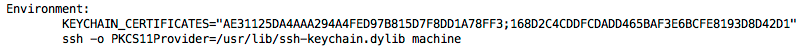 Environment:
KEYCHAIN_CERTIFICATES="AE31125DA4AAA294A4FED97B815D7F8DD1A78FF3;168D2C4CDDFCDADD465BAF3E6BCFE8193D8D42D1"
ssh -o PKCS11Provider=/usr/lib/ssh-keychain.dylib machine